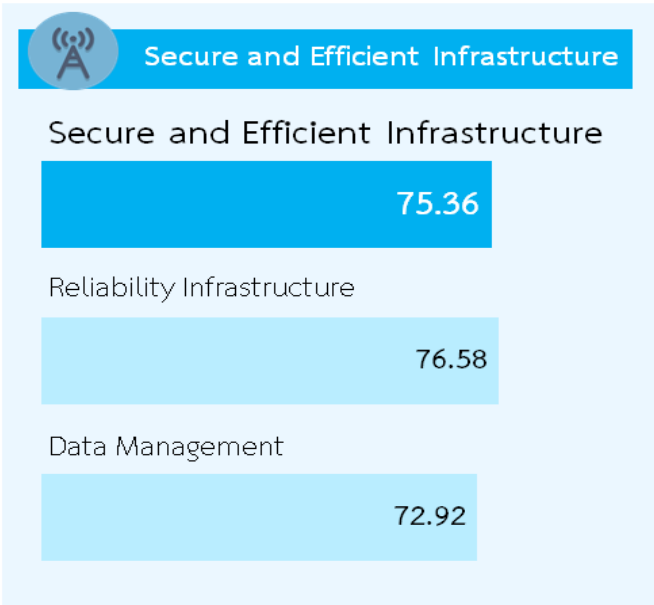 Secure and Efficient Infrastructure
Secure and Efficient Infrastructure
75.36
Reliability Infrastructure
76.58
Data Management
72.92